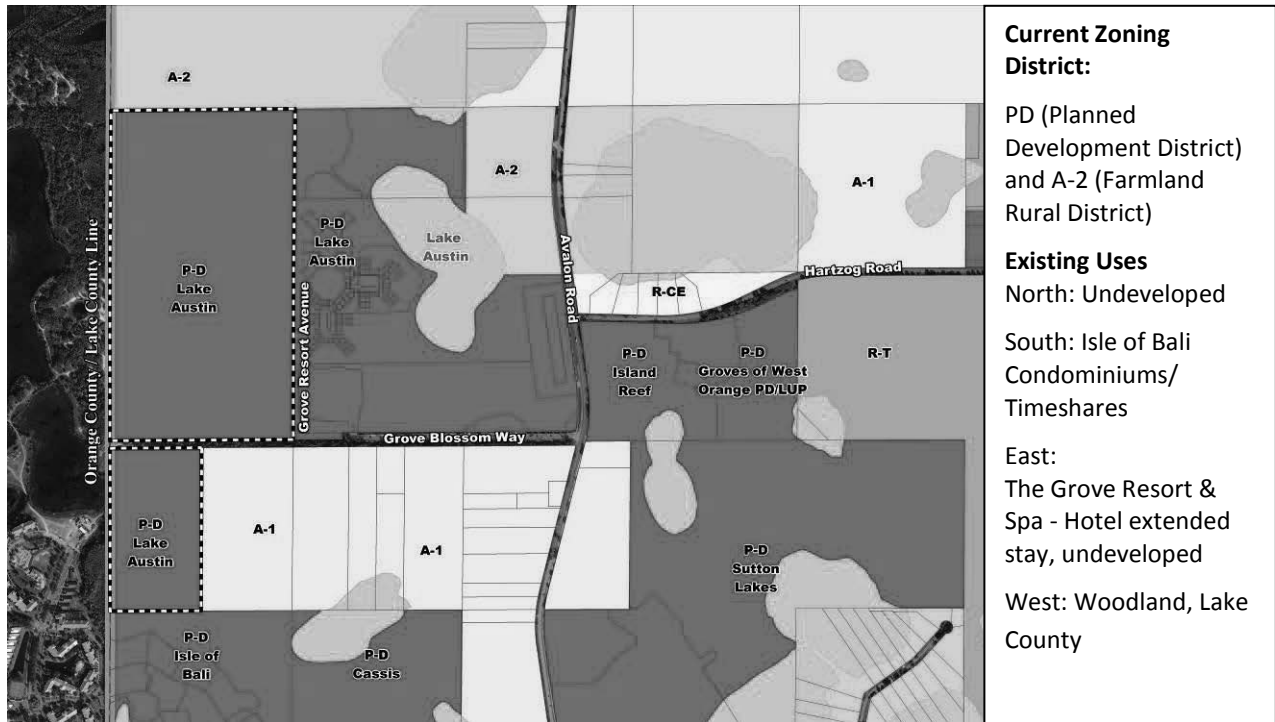 A-2
Orange County / Lake County Line
P-D
Lake
Austin
Grove Resort Avenue
P-D
Lake
Austin
Lake
Austin
A-2
Avalon Road
A-1
Hartzog Road
R-CE
P-D
Island
Reef
P-D
Groves of West
Orange PD/LUP
R-T
Grove Blossom Way
P-D
Lake
Austin
A-1
A-1
P-D
Sutton
Lakes
P-D
Isle of
Bali
P-D
Cassis
Current Zoning
District:
PD (Planned
Development District)
and A-2 (Farmland
Rural District)
Existing Uses
North: Undeveloped
South: Isle of Bali
Condominiums/
Timeshares
East:
The Grove Resort &
Spa - Hotel extended
stay, undeveloped
West: Woodland, Lake
County